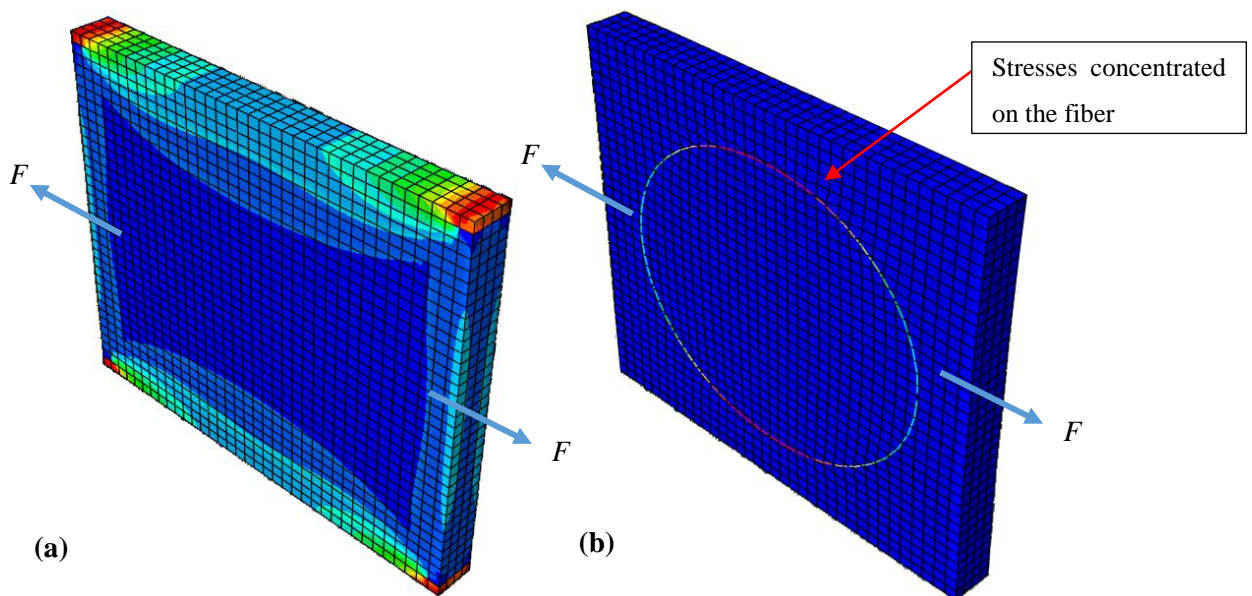 Stresses concentrated
on the fiber
F
F
F
F
(a)
(b)